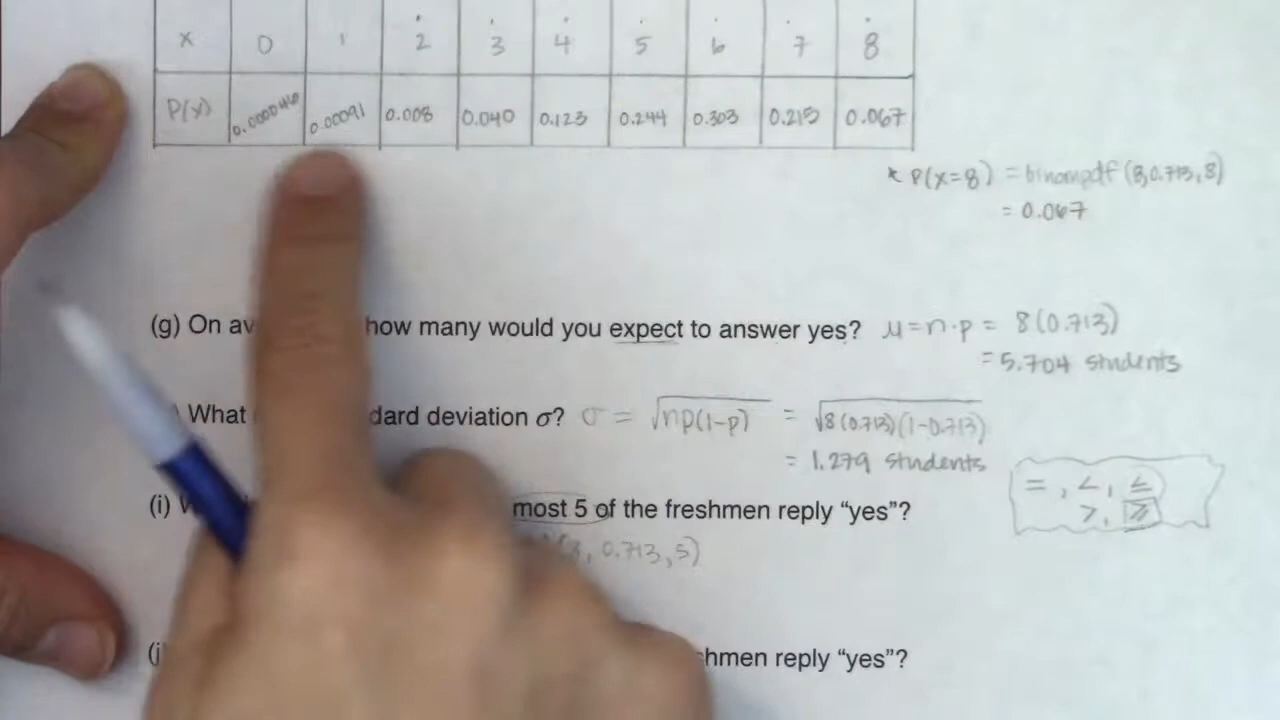 x 0 1 2 3 4 5 6 7 8
P(x) 0.000046 0.00091 0.008 0.040 0.123 0.244 0.303 0.215 0.067
* P(x=8) = binompdf(8,0.713,8)
= 0.067
(g) On av how many would you expect to answer yes? μ=n·p = 8(0.713)
= 5.704 students
What dard deviation σ? σ = √np(1-p) = √8(0.713)(1-0.713)
= 1.279 students
= , <, ≤
>, ≥
(i) most 5 of the freshmen reply “yes”?
, 0.713, 5)
(j hmen reply “yes”?